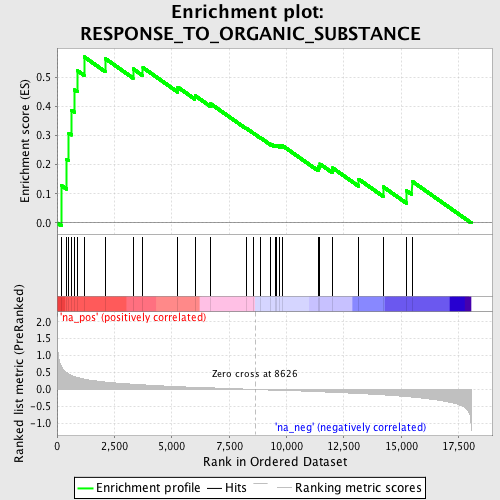 Enrichment plot:
RESPONSE_TO_ORGANIC_SUBSTANCE
Enrichment score (ES)
0.5
0.4
0.3
0.2
0.1
0.0
'na_pos' (positively correlated)
Ranked list metric (PreRanked)
2.0
1.5
1.0
0.5
0.0
-0.5
-1.0
Zero cross at 8626
'na_neg' (negatively correlated)
0
2,500
5,000
7,500
10,000
12,500
15,000
17,500
Rank in Ordered Dataset
Enrichment profile
Hits
Ranking metric scores